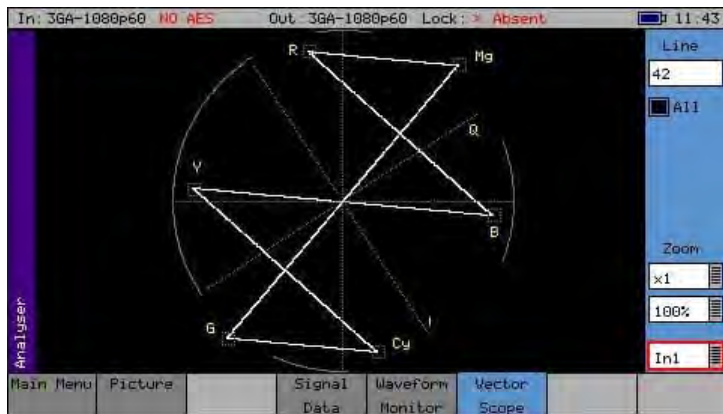 In: 3GA-1080p60 NO AES Out: 3GA-1080p60 Lock: × Absent 11:43
Line
42
All
R
Mg
Q
Y
B
I
G
Cy
Zoom
x1
100%
In1
Analyser
Main Menu Picture Signal Data Waveform Monitor Vector Scope